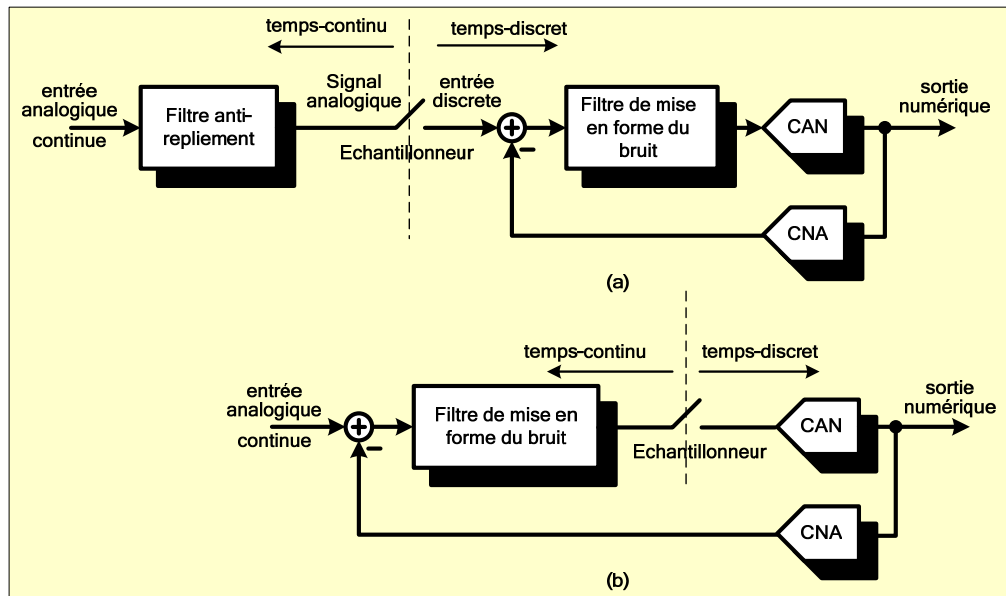 temps-continu
temps-discret
entrée
analogique
continue
Filtre anti-
repliement
Signal
analogique
Echantillonneur
entrée
discrete
+
−
Filtre de mise
en forme du
bruit
CAN
sortie
numérique
CNA
(a)
temps-continu
temps-discret
entrée
analogique
continue
+
−
Filtre de mise en
forme du bruit
Echantillonneur
CAN
sortie
numérique
CNA
(b)